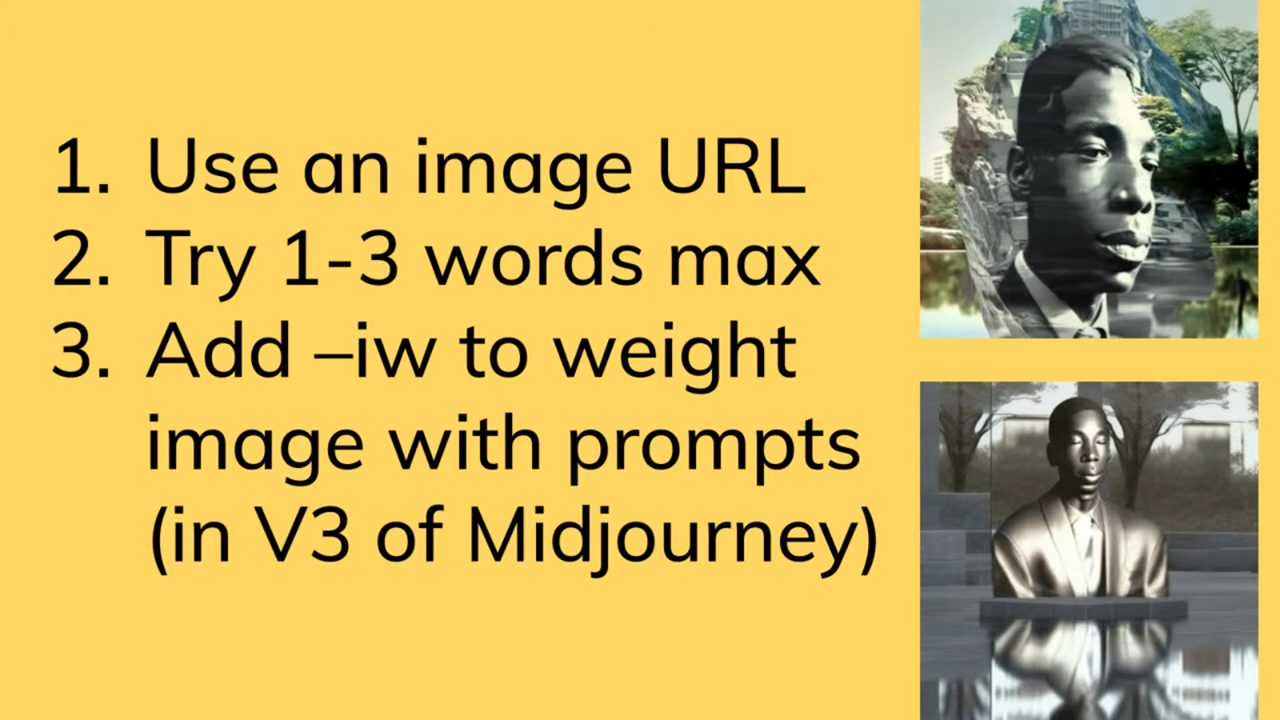 1. Use an image URL
2. Try 1-3 words max
3. Add –iw to weight
image with prompts
(in V3 of Midjourney)